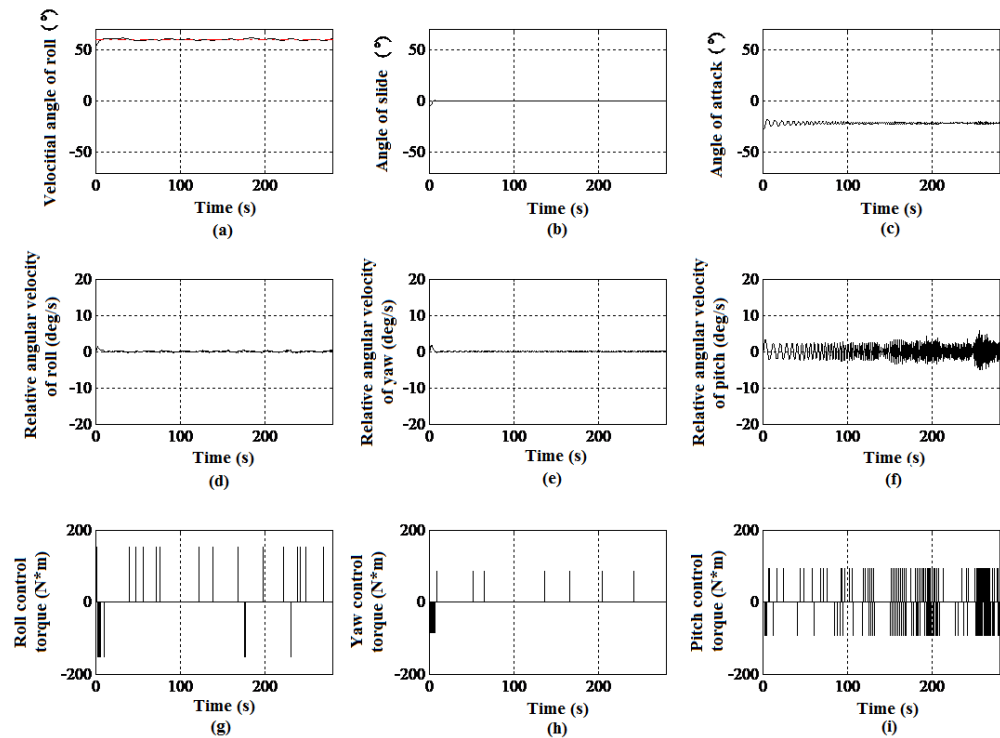 Velocitial angle of roll (°)
50
0
-50
0
100
200
Time (s)
(a)
Angle of slide (°)
50
0
-50
0
100
200
Time (s)
(b)
Angle of attack (°)
50
0
-50
0
100
200
Time (s)
(c)
Relative angular velocity
of roll (deg/s)
20
10
0
-10
-20
0
100
200
Time (s)
(d)
Relative angular velocity
of yaw (deg/s)
20
10
0
-10
-20
0
100
200
Time (s)
(e)
Relative angular velocity
of pitch (deg/s)
20
10
0
-10
-20
0
100
200
Time (s)
(f)
Roll control
torque (N*m)
200
0
-200
0
100
200
Time (s)
(g)
Yaw control
torque (N*m)
200
0
-200
0
100
200
Time (s)
(h)
Pitch control
torque (N*m)
200
0
-200
0
100
200
Time (s)
(i)